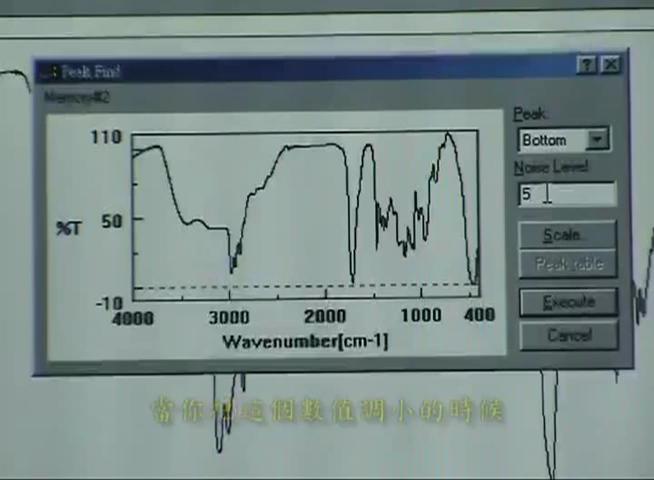 Peak Find
Memory#2
Peak:
Bottom
Noise Level
5
Scale...
Peak table
Execute
Cancel
110
50
-10
%T
4000
3000
2000
1000
400
Wavenumber[cm-1]
當你把這個數值調小的時候